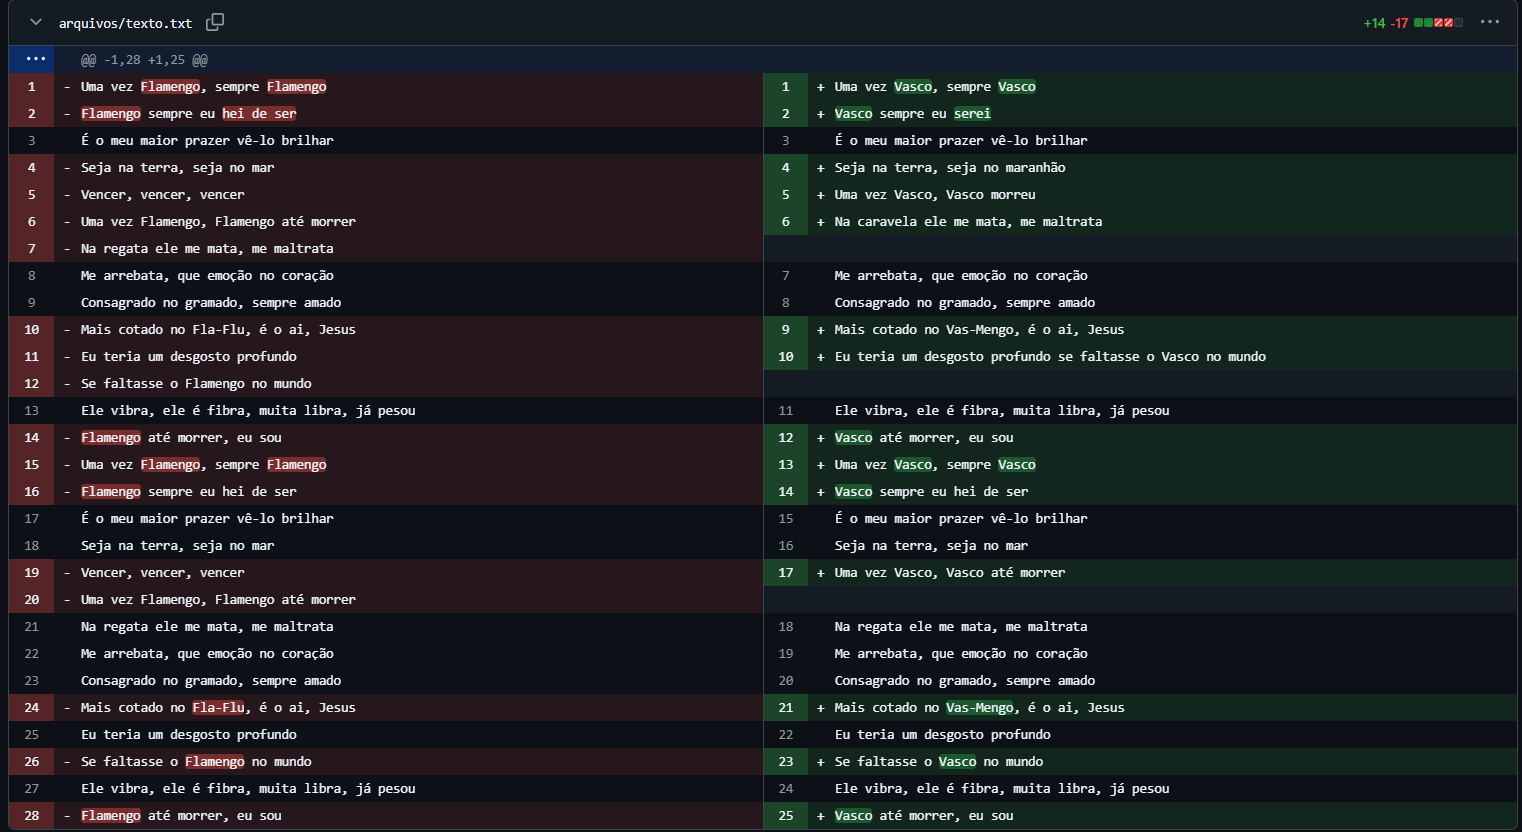 arquivos/texto.txt
+14 -17
@@ -1,28 +1,25 @@
1 - Uma vez Flamengo, sempre Flamengo
2 - Flamengo sempre eu hei de ser
3 É o meu maior prazer vê-lo brilhar
4 - Seja na terra, seja no mar
5 - Vencer, vencer, vencer
6 - Uma vez Flamengo, Flamengo até morrer
7 - Na regata ele me mata, me maltrata
8 Me arrebata, que emoção no coração
9 Consagrado no gramado, sempre amado
10 - Mais cotado no Fla-Flu, é o ai, Jesus
11 - Eu teria um desgosto profundo
12 - Se faltasse o Flamengo no mundo
13 Ele vibra, ele é fibra, muita libra, já pesou
14 - Flamengo até morrer, eu sou
15 - Uma vez Flamengo, sempre Flamengo
16 - Flamengo sempre eu hei de ser
17 É o meu maior prazer vê-lo brilhar
18 Seja na terra, seja no mar
19 - Vencer, vencer, vencer
20 - Uma vez Flamengo, Flamengo até morrer
21 Na regata ele me mata, me maltrata
22 Me arrebata, que emoção no coração
23 Consagrado no gramado, sempre amado
24 - Mais cotado no Fla-Flu, é o ai, Jesus
25 Eu teria um desgosto profundo
26 - Se faltasse o Flamengo no mundo
27 Ele vibra, ele é fibra, muita libra, já pesou
28 - Flamengo até morrer, eu sou
1 + Uma vez Vasco, sempre Vasco
2 + Vasco sempre eu serei
3 É o meu maior prazer vê-lo brilhar
4 + Seja na terra, seja no maranhão
5 + Uma vez Vasco, Vasco morreu
6 + Na caravela ele me mata, me maltrata
7 Me arrebata, que emoção no coração
8 Consagrado no gramado, sempre amado
9 + Mais cotado no Vas-Mengo, é o ai, Jesus
10 + Eu teria um desgosto profundo se faltasse o Vasco no mundo
11 Ele vibra, ele é fibra, muita libra, já pesou
12 + Vasco até morrer, eu sou
13 + Uma vez Vasco, sempre Vasco
14 + Vasco sempre eu hei de ser
15 É o meu maior prazer vê-lo brilhar
16 Seja na terra, seja no mar
17 + Uma vez Vasco, Vasco até morrer
18 Na regata ele me mata, me maltrata
19 Me arrebata, que emoção no coração
20 Consagrado no gramado, sempre amado
21 + Mais cotado no Vas-Mengo, é o ai, Jesus
22 Eu teria um desgosto profundo
23 + Se faltasse o Vasco no mundo
24 Ele vibra, ele é fibra, muita libra, já pesou
25 + Vasco até morrer, eu sou